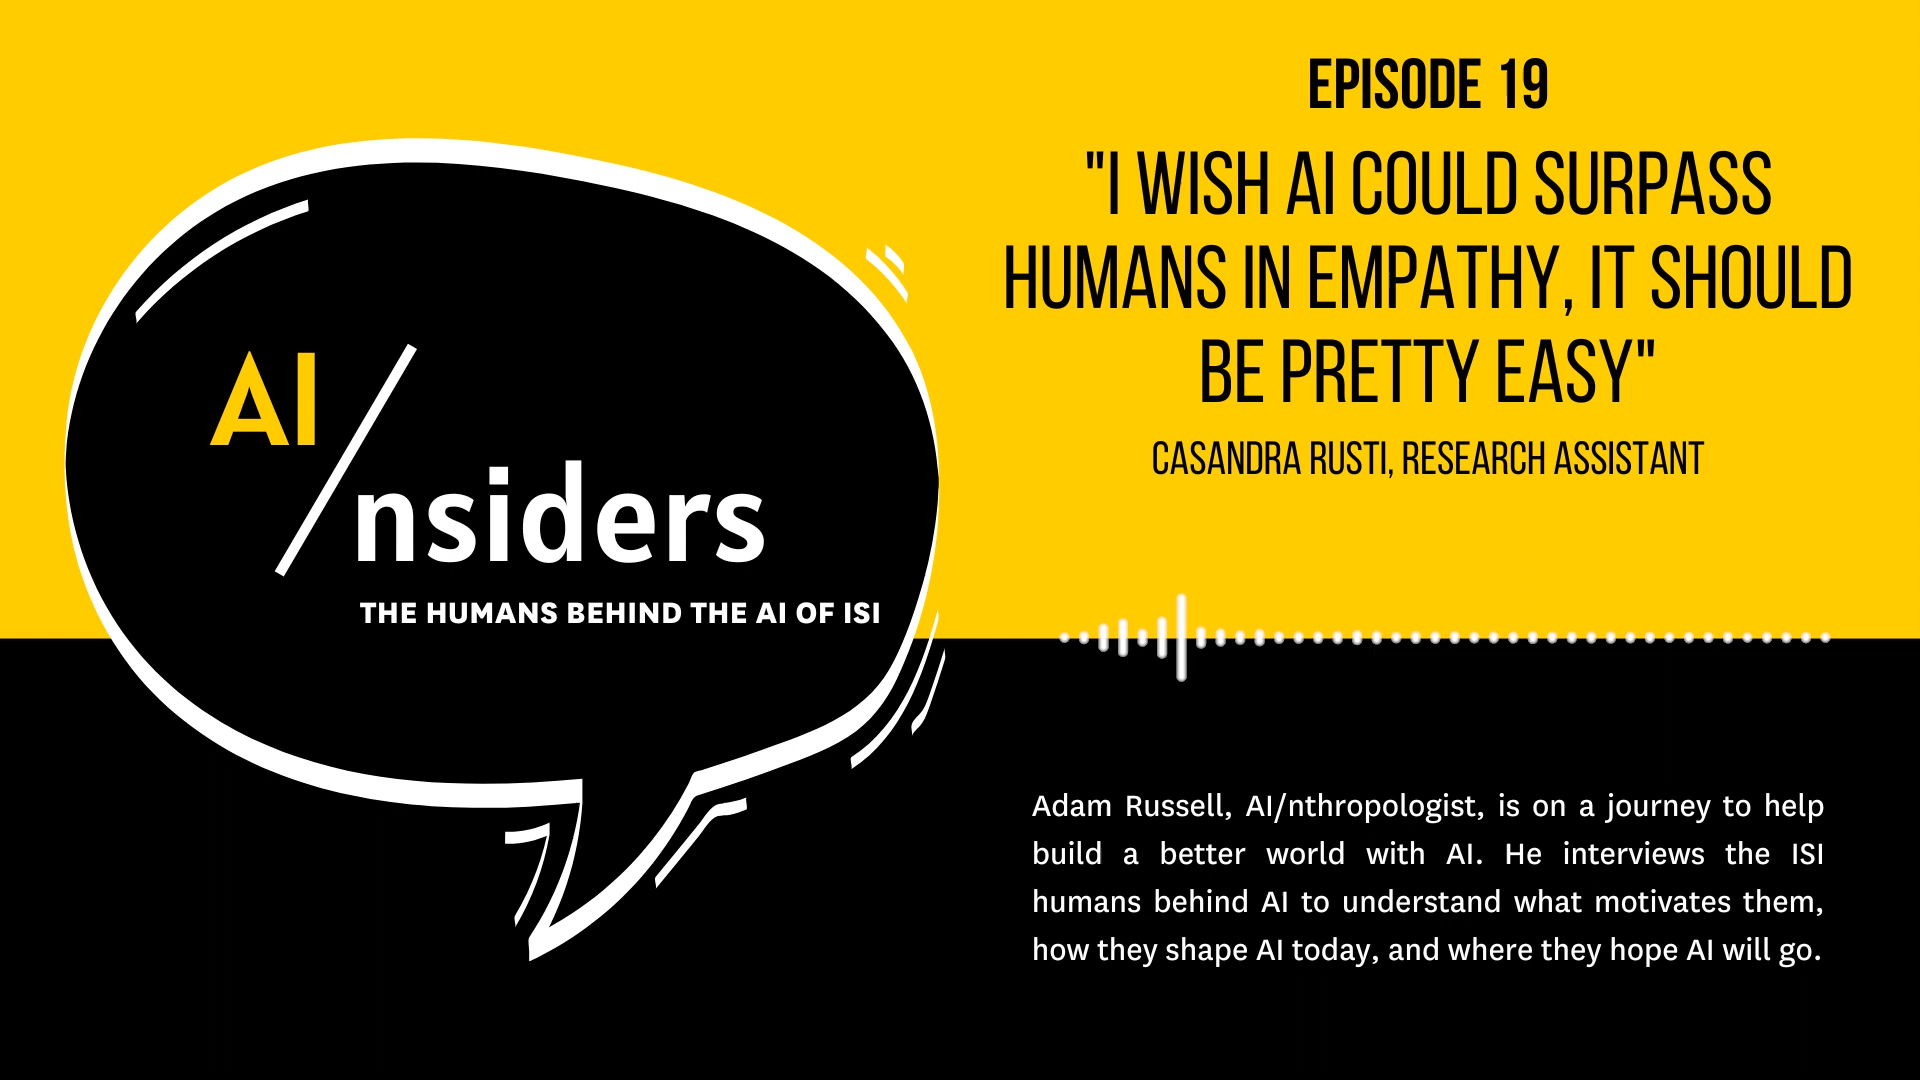 AI/nsiders
THE HUMANS BEHIND THE AI OF ISI
EPISODE 19
"I WISH AI COULD SURPASS
HUMANS IN EMPATHY, IT SHOULD
BE PRETTY EASY"
CASANDRA RUSTI, RESEARCH ASSISTANT
Adam Russell, AI/nthropologist, is on a journey to help
build a better world with AI. He interviews the ISI
humans behind AI to understand what motivates them,
how they shape AI today, and where they hope AI will go.